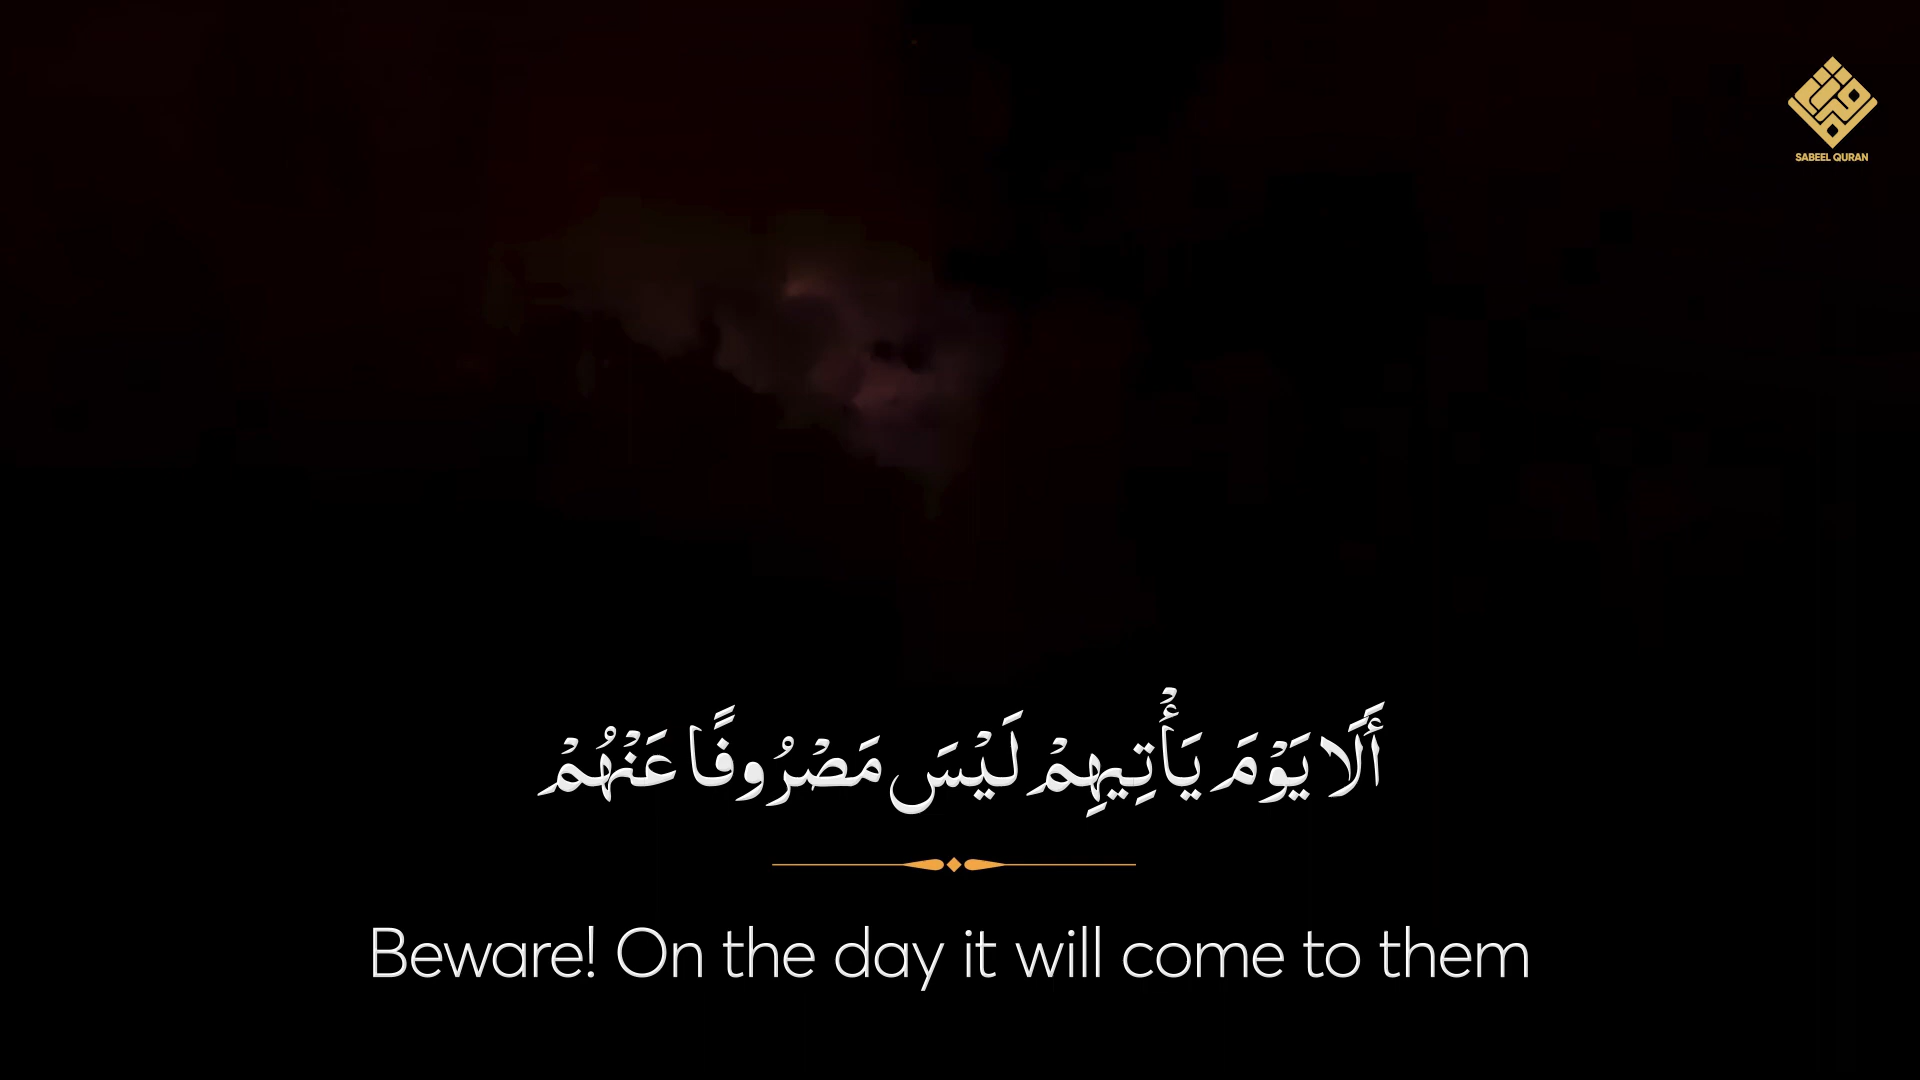 SABEEL QURAN
أَلَا يَوْمَ يَأْتِيهِمْ لَيْسَ مَصْرُوفًا عَنْهُمْ
Beware! On the day it will come to them